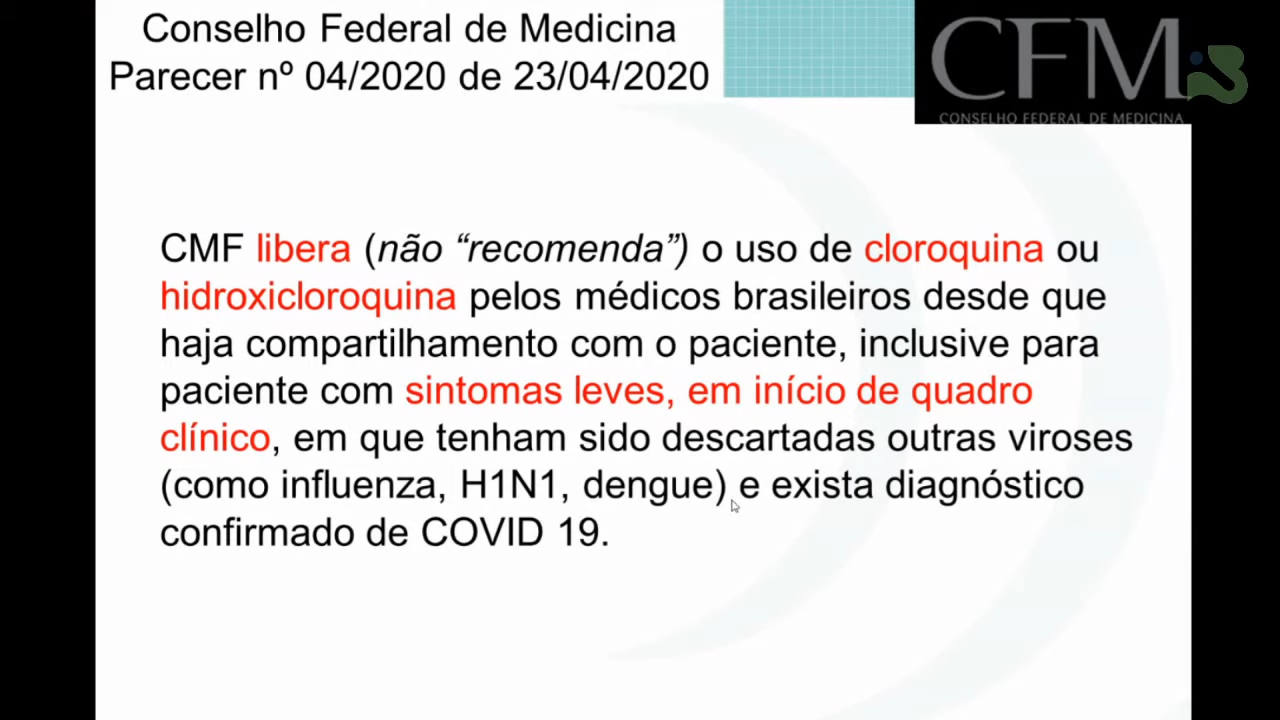 Conselho Federal de Medicina
Parecer nº 04/2020 de 23/04/2020
CFM
CONSELHO FEDERAL DE MEDICINA
CMF libera (não “recomenda”) o uso de cloroquina ou
hidroxicloroquina pelos médicos brasileiros desde que
haja compartilhamento com o paciente, inclusive para
paciente com sintomas leves, em início de quadro
clínico, em que tenham sido descartadas outras viroses
(como influenza, H1N1, dengue) e exista diagnóstico
confirmado de COVID 19.